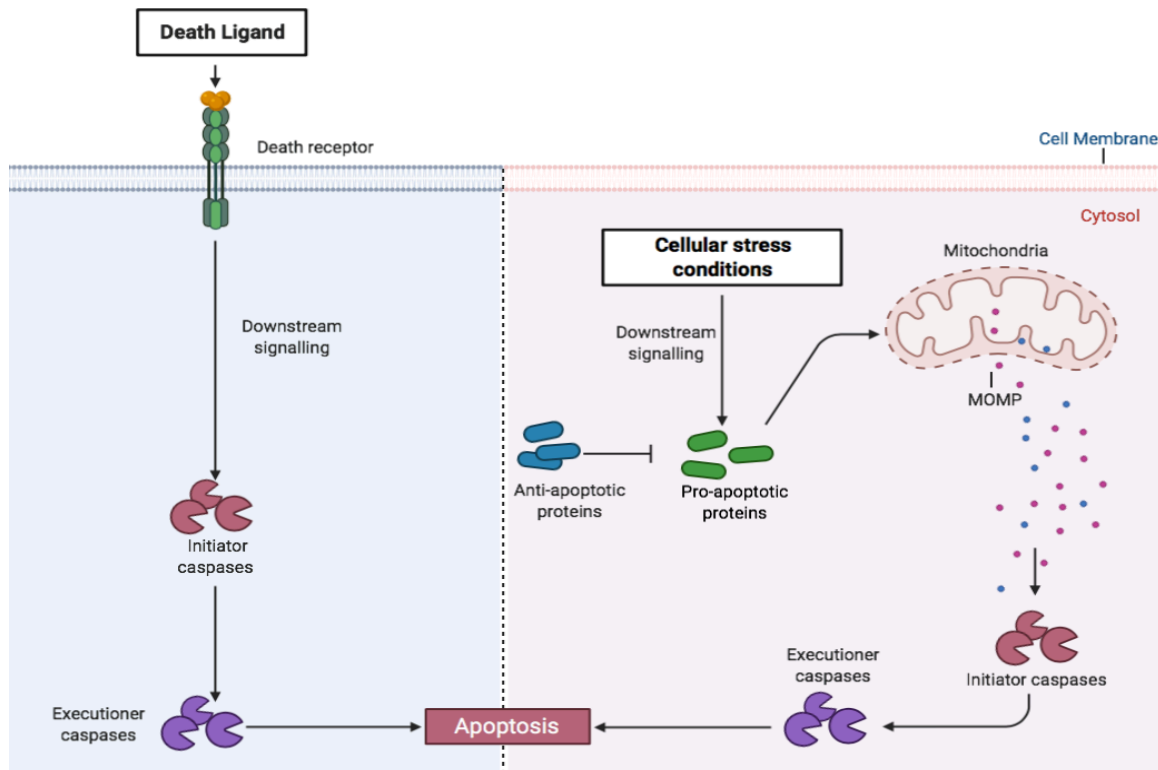 Death Ligand
Death receptor
Cell Membrane
Cytosol
Cellular stress
conditions
Mitochondria
Downstream
signalling
Downstream
signalling
MOMP
Anti-apoptotic
proteins
Pro-apoptotic
proteins
Initiator
caspases
Initiator caspases
Executioner
caspases
Executioner
caspases
Apoptosis